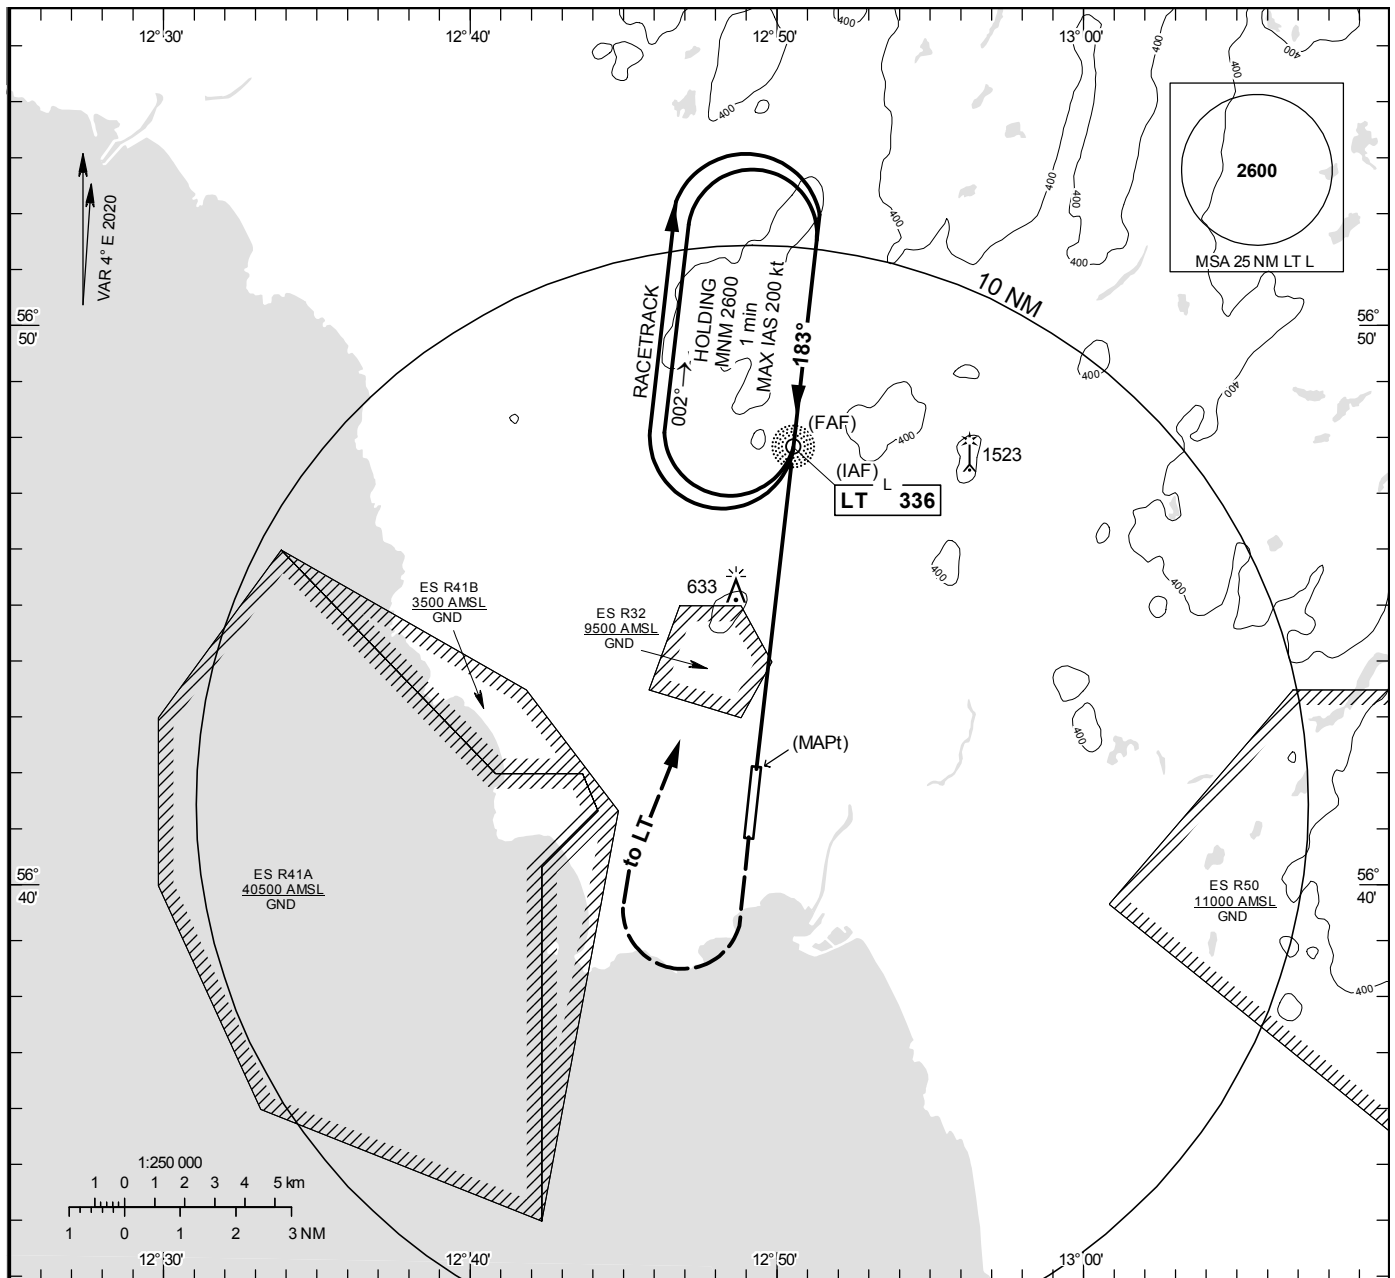 12° 30'
12° 40'
12° 50'
13° 00'
400
400
400
400
400
400
400
400
400
400
2600
MSA 25 NM LT L
VAR 4° E 2020
10 NM
RACETRACK
002°
HOLDING
MNM 2600
1 min
MAX IAS 200 kt
183°
56°
50'
56°
50'
400
400
(FAF)
400
1523
(IAF)
L
LT 336
400
400
633
ES R41B
3500 AMSL
GND
ES R32
9500 AMSL
GND
400
(MAPt)
to LT
ES R41A
40500 AMSL
GND
56°
40'
56°
40'
ES R50
11000 AMSL
GND
400
1:250 000
1 0 1 2 3 4 5 km
1 0 1 2 3 NM
12° 30'
12° 40'
12° 50'
13° 00'